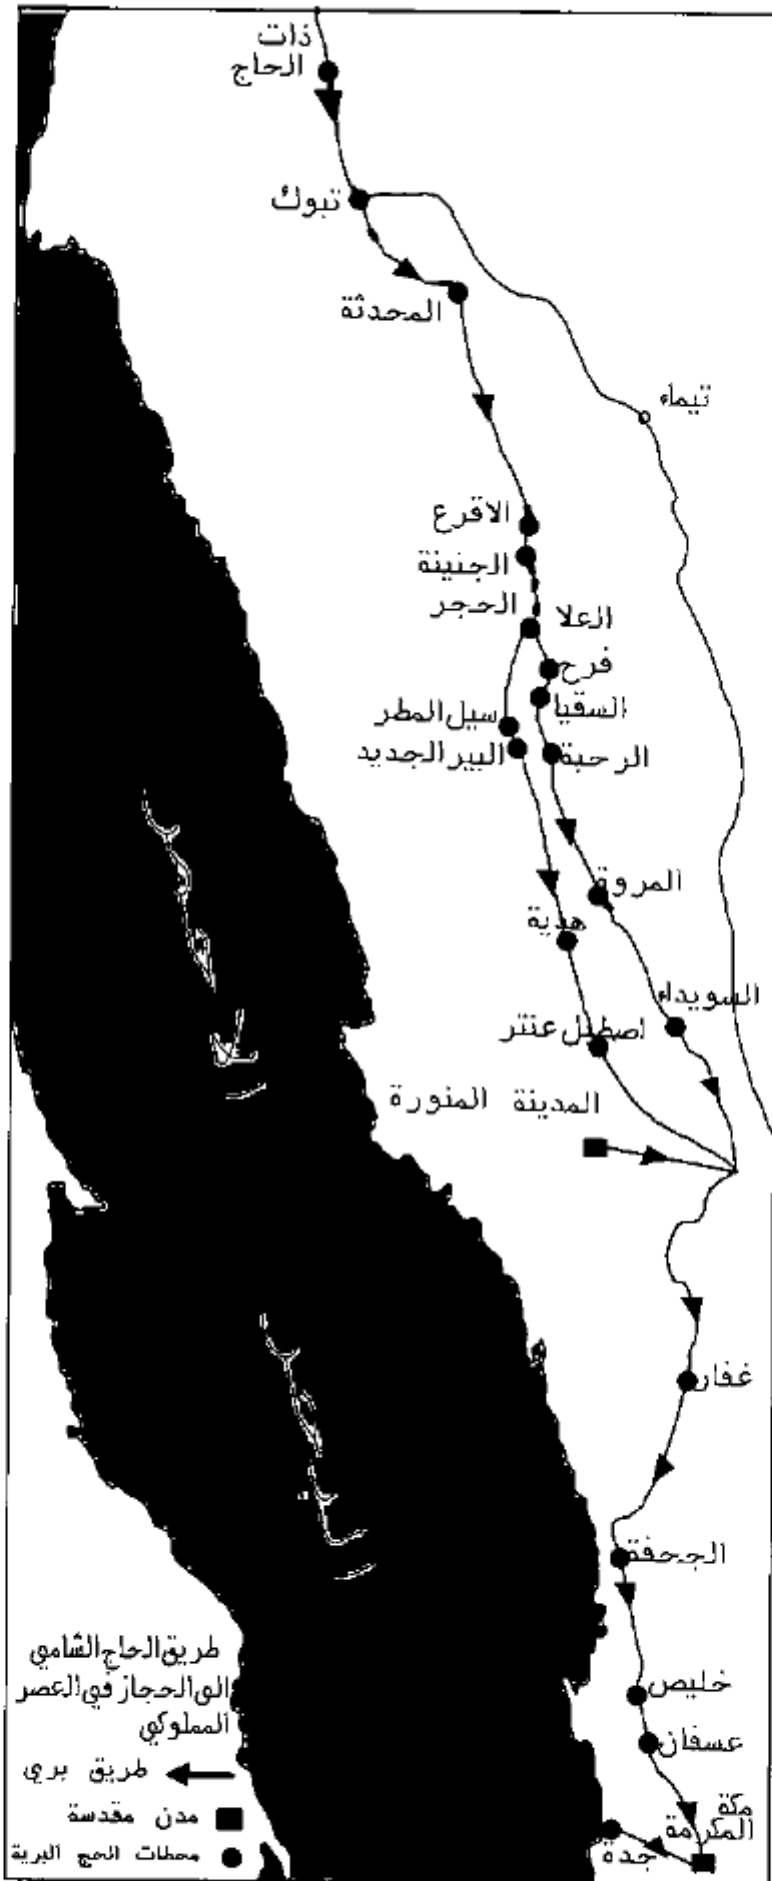 ذات
الحاج
تبوك
المحدثة
تيماء
الاقرع
الجنينة
الحجر
العلا
فرح
السقيا
سيل المطر
البير الجديد
الرحبة
المروة
هدية
السويداء
اصطبل عنتر
المدينة المنورة
غفار
الجحفة
خليص
عسفان
مكة
المكرمة
جدة
طريق الحاج الشامي
الى الحجاز في العصر
المملوكي
طريق بري
مدن مقدسة
محطات الحج البرية